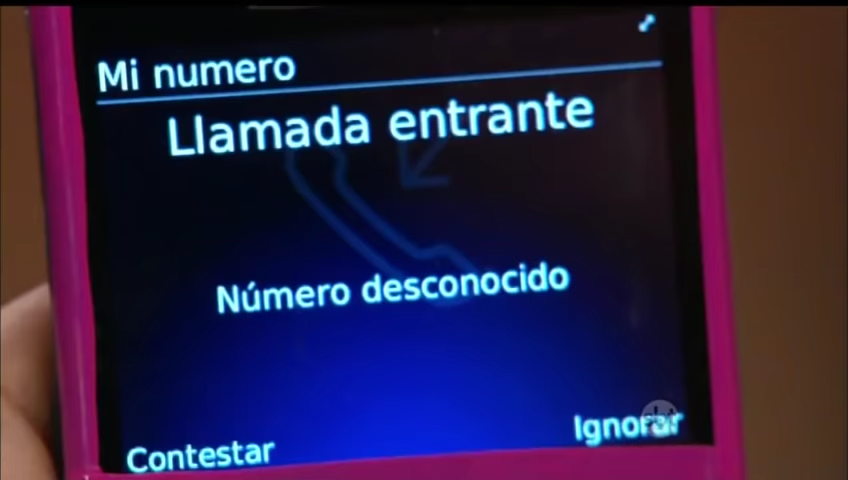 Mi numero
Llamada entrante
Número desconocido
Contestar
Ignorar